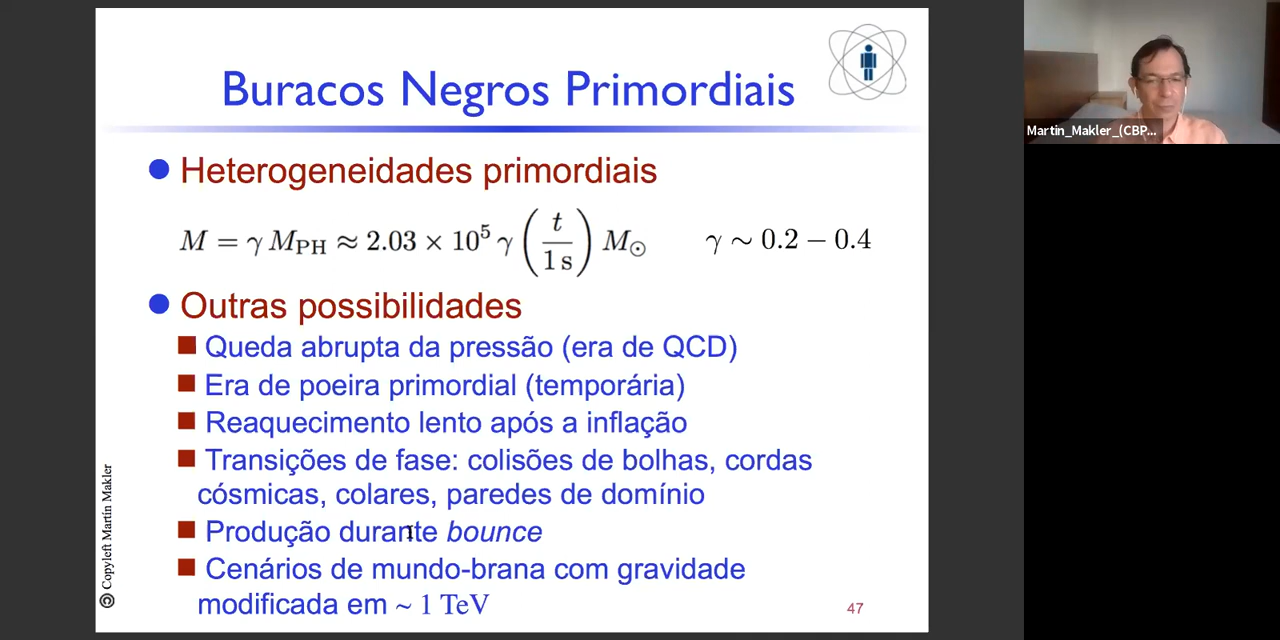 Buracos Negros Primordiais
Heterogeneidades primordiais
M = γ M_PH ≈ 2.03 × 10^5 γ (t / 1 s) M_⊙ γ ∼ 0.2 − 0.4
Outras possibilidades
Queda abrupta da pressão (era de QCD)
Era de poeira primordial (temporária)
Reaquecimento lento após a inflação
Transições de fase: colisões de bolhas, cordas
cósmicas, colares, paredes de domínio
Produção durante bounce
Cenários de mundo-brana com gravidade
modificada em ~ 1 TeV
47
Copyleft Martín Makler
Martin_Makler_(CBP...